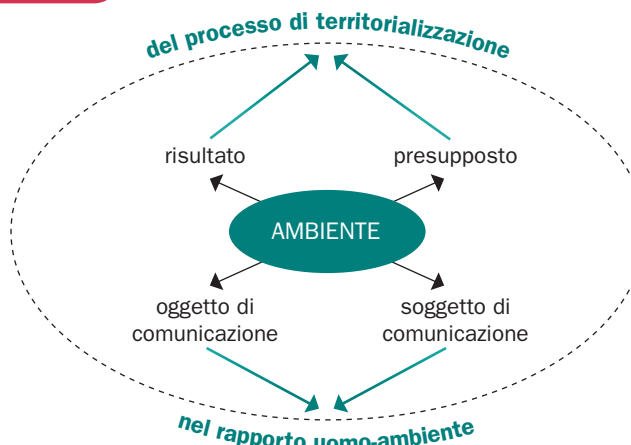 del processo di territorializzazione
risultato
presupposto
AMBIENTE
oggetto di
comunicazione
soggetto di
comunicazione
nel rapporto uomo-ambiente